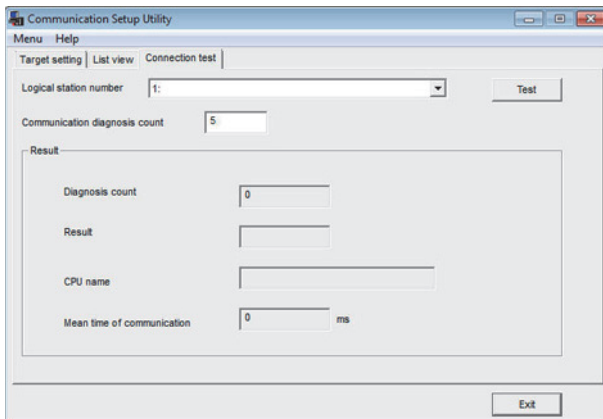 Communication Setup Utility
Menu Help
Target setting List view Connection test
Logical station number 1: Test
Communication diagnosis count 5
Result
Diagnosis count 0
Result
CPU name
Mean time of communication 0 ms
Exit